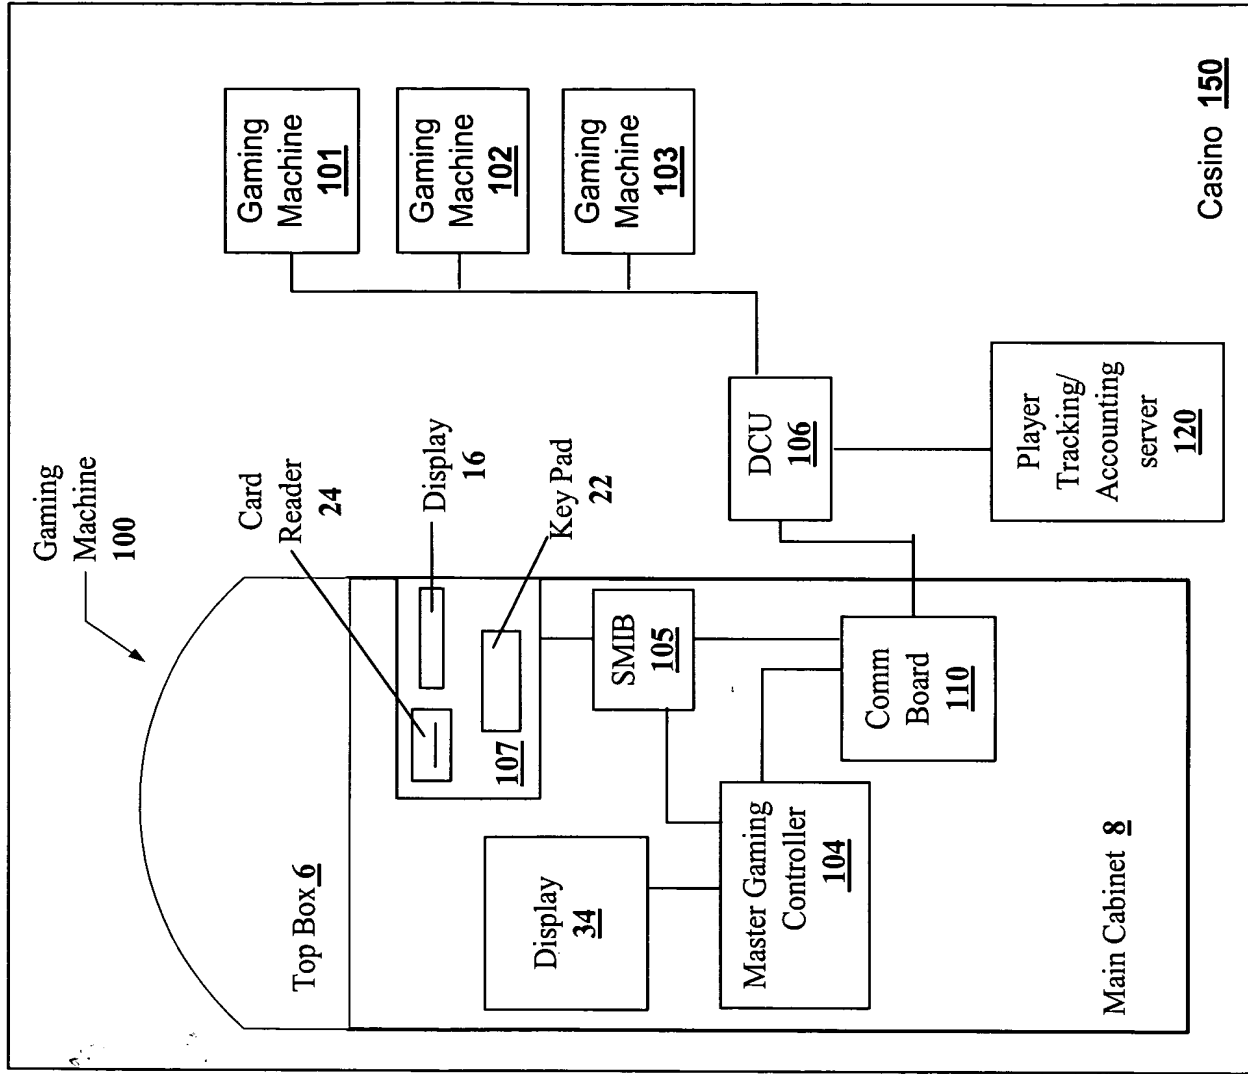 Gaming
Machine
100
Top Box 6
Card
Reader
24
Display
16
Key Pad
22
107
Display
34
SMIB
105
Master Gaming
Controller
104
Comm
Board
110
Main Cabinet 8
Gaming
Machine
101
Gaming
Machine
102
Gaming
Machine
103
DCU
106
Player
Tracking/
Accounting
server
120
Casino 150